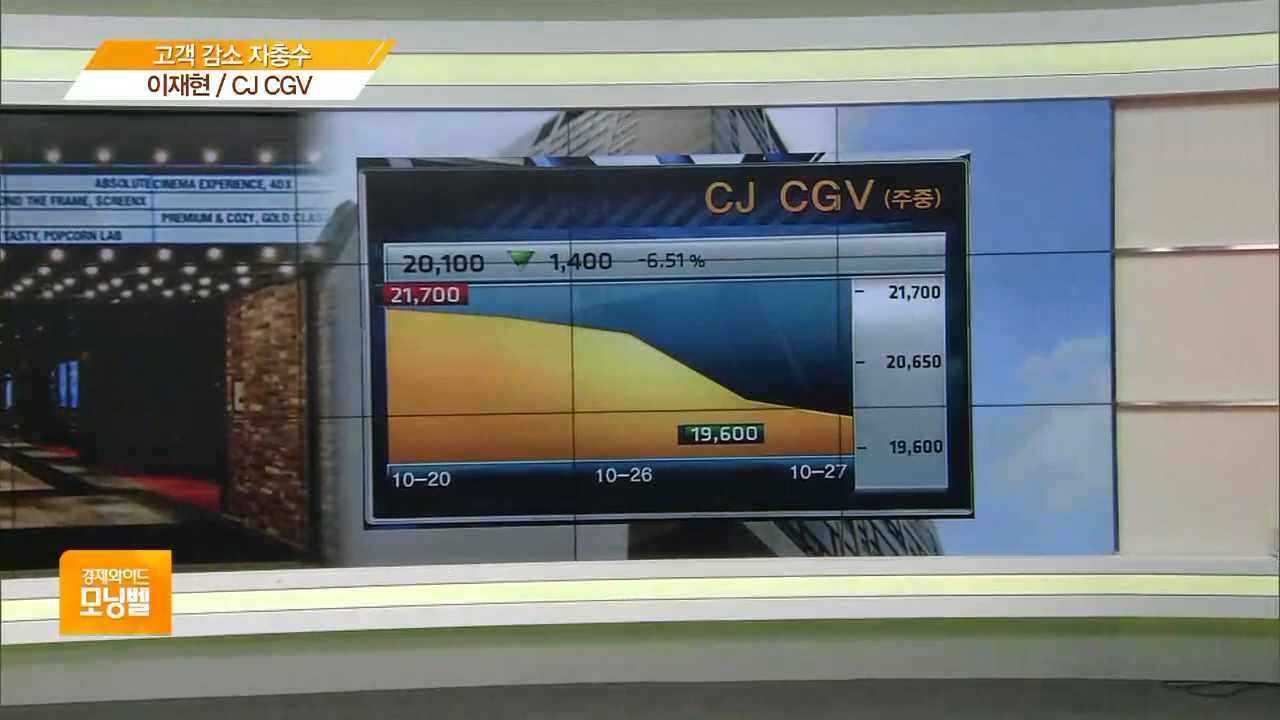 고객 감소 자충수
이재현 / CJ CGV
ABSOLUTE CINEMA EXPERIENCE, 4DX
OND THE FRAME, SCREENX
PREMIUM & COZY, GOLD CLAS
TASTY, POPCORN LAB
CJ CGV (주중)
20,100 ▼ 1,400 -6.51%
21,700
21,700
20,650
19,600
19,600
10-20 10-26 10-27
경제와이드
모닝벨